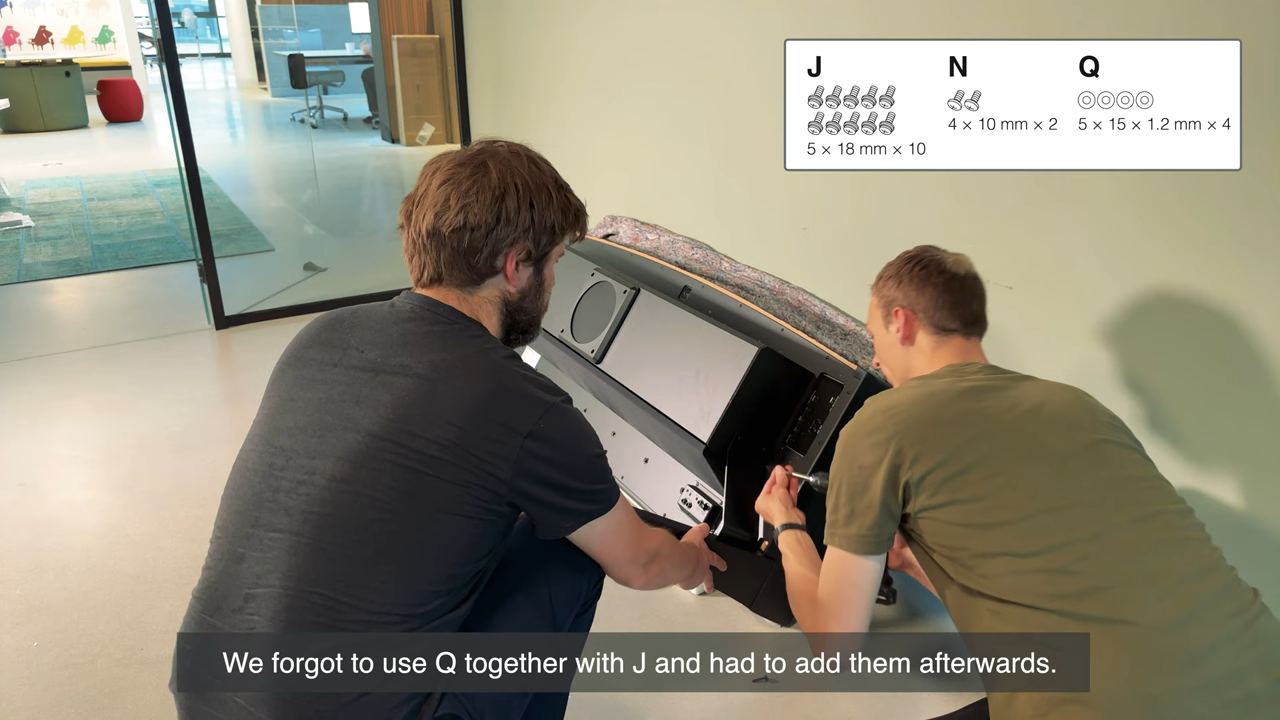 J N Q
4 × 10 mm × 2 5 × 15 × 1.2 mm × 4
5 × 18 mm × 10
We forgot to use Q together with J and had to add them afterwards.